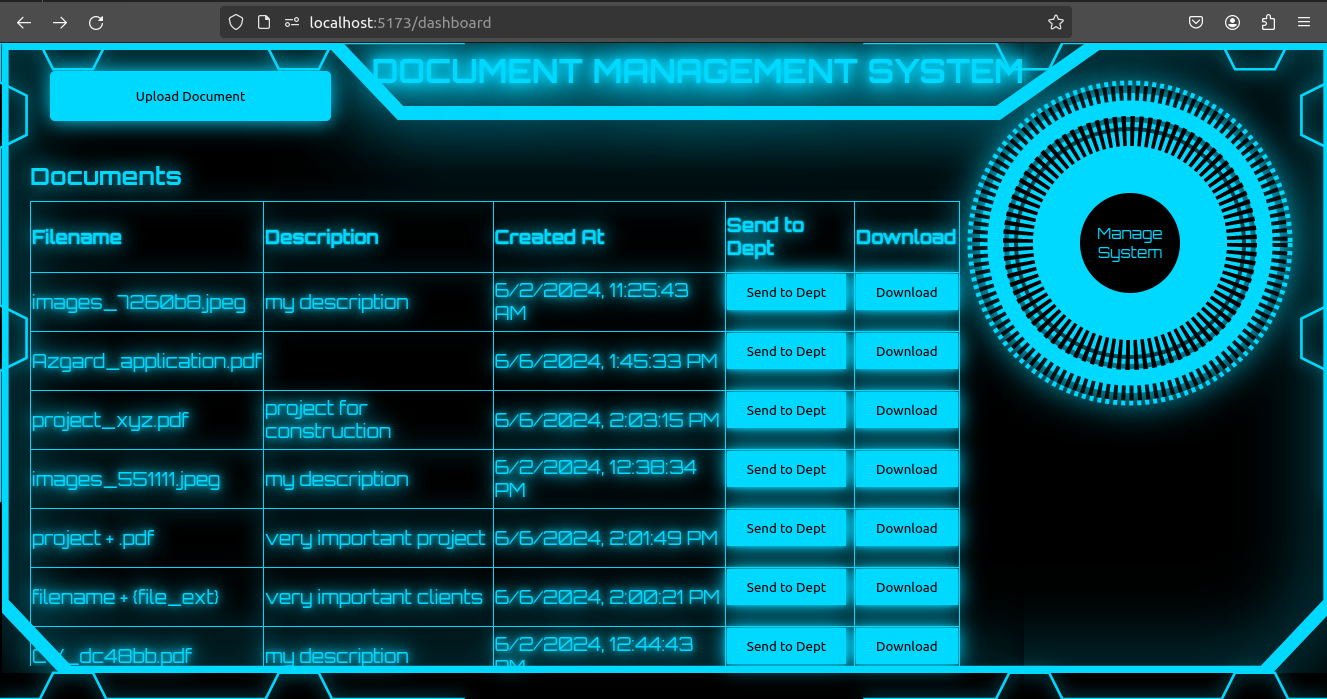 localhost:5173/dashboard
DOCUMENT MANAGEMENT SYSTEM
Upload Document
Manage
System
Documents
Filename Description Created At Send to Dept Download
images_7260b8.jpeg my description 6/2/2024, 11:25:43 AM Send to Dept Download
Azgard_application.pdf 6/6/2024, 1:45:33 PM Send to Dept Download
project_xyz.pdf project for construction 6/6/2024, 2:03:15 PM Send to Dept Download
images_551111.jpeg my description 6/2/2024, 12:38:34 PM Send to Dept Download
project + .pdf very important project 6/6/2024, 2:01:49 PM Send to Dept Download
filename + {file_ext} very important clients 6/6/2024, 2:00:21 PM Send to Dept Download
my description 6/2/2024, 12:44:43 PM Send to Dept Download